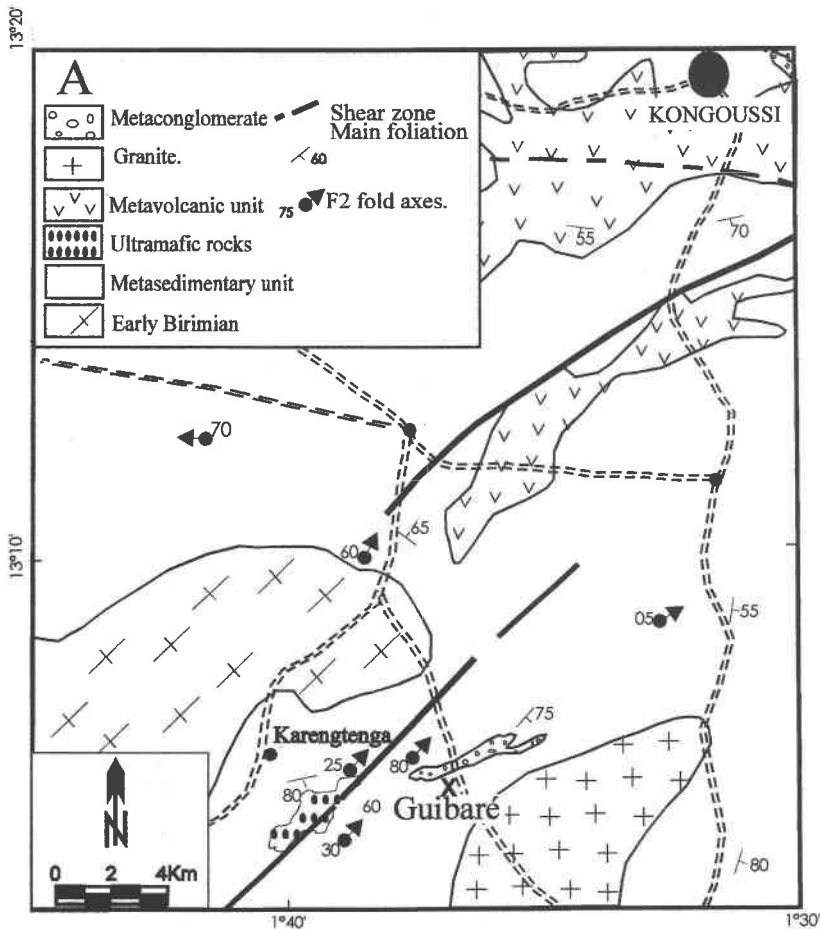 13°20'
A
Metaconglomerate
Granite.
Metavolcanic unit
Ultramafic rocks
Metasedimentary unit
Early Birimian
Shear zone
Main foliation
60
75 F2 fold axes.
KONGOUSSI
55
70
70
65
60
13°10'
05
55
75
Karengtenga
25
80
80
60
Guibaré
30
80
N
0 2 4Km
1°40'
1°30'